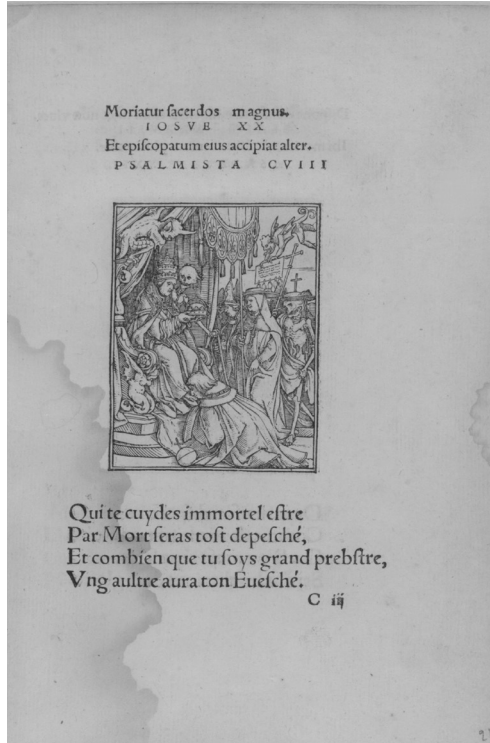 Moriatur sacerdos magnus.
IOSVE XX
Et episcopatum eius accipiat alter.
PSALMISTA CVIII
Qui te cuydes immortel estre
Par Mort seras tost depesché,
Et combien que tu soys grand prebstre,
Vng aultre aura ton Euesché.
C iij